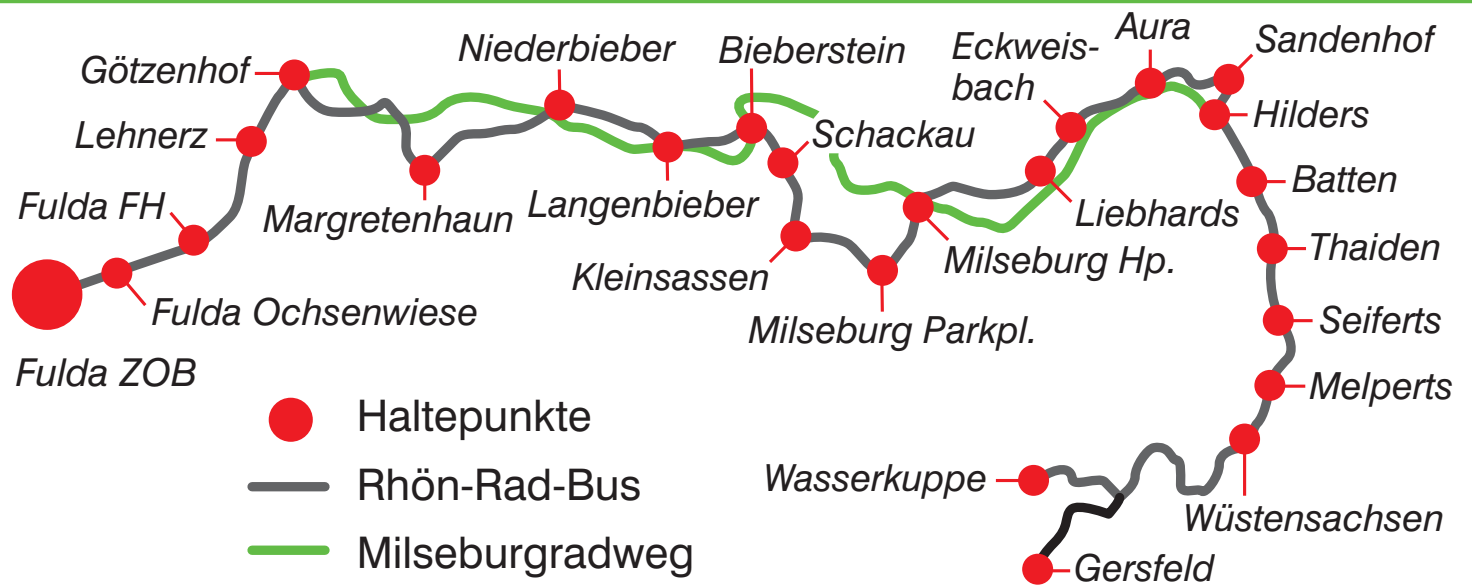 Götzenhof
Lehnerz
Fulda FH
Fulda Ochsenwiese
Fulda ZOB
Margretenhaun
Niederbieber
Langenbieber
Bieberstein
Schackau
Kleinsassen
Milseburg Parkpl.
Milseburg Hp.
Liebhards
Eckweis-
bach
Aura
Sandenhof
Hilders
Batten
Thaiden
Seiferts
Melperts
Wüstensachsen
Wasserkuppe
Gersfeld
Haltepunkte
Rhön-Rad-Bus
Milseburgradweg